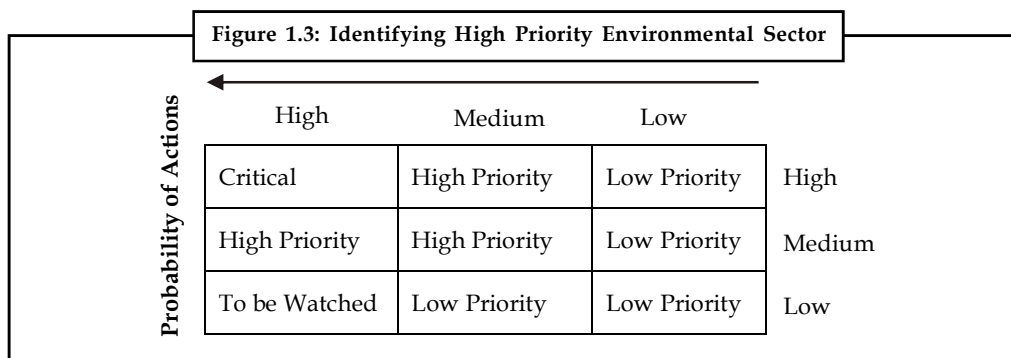 Figure 1.3: Identifying High Priority Environmental Sector
High Medium Low
Probability of Actions
Critical High Priority Low Priority High
High Priority High Priority Low Priority Medium
To be Watched Low Priority Low Priority Low